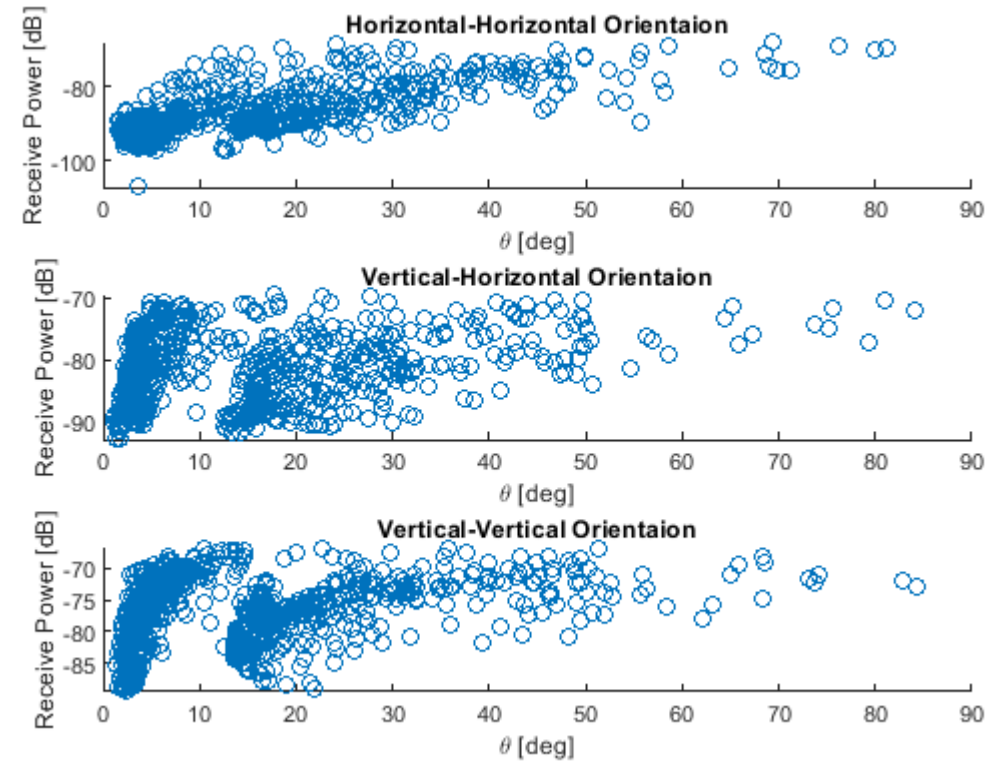 Horizontal-Horizontal Orientaion
Receive Power [dB]
-80
-100
0 10 20 30 40 50 60 70 80 90
θ [deg]
Vertical-Horizontal Orientaion
Receive Power [dB]
-70
-80
-90
0 10 20 30 40 50 60 70 80 90
θ [deg]
Vertical-Vertical Orientaion
Receive Power [dB]
-70
-75
-80
-85
0 10 20 30 40 50 60 70 80 90
θ [deg]